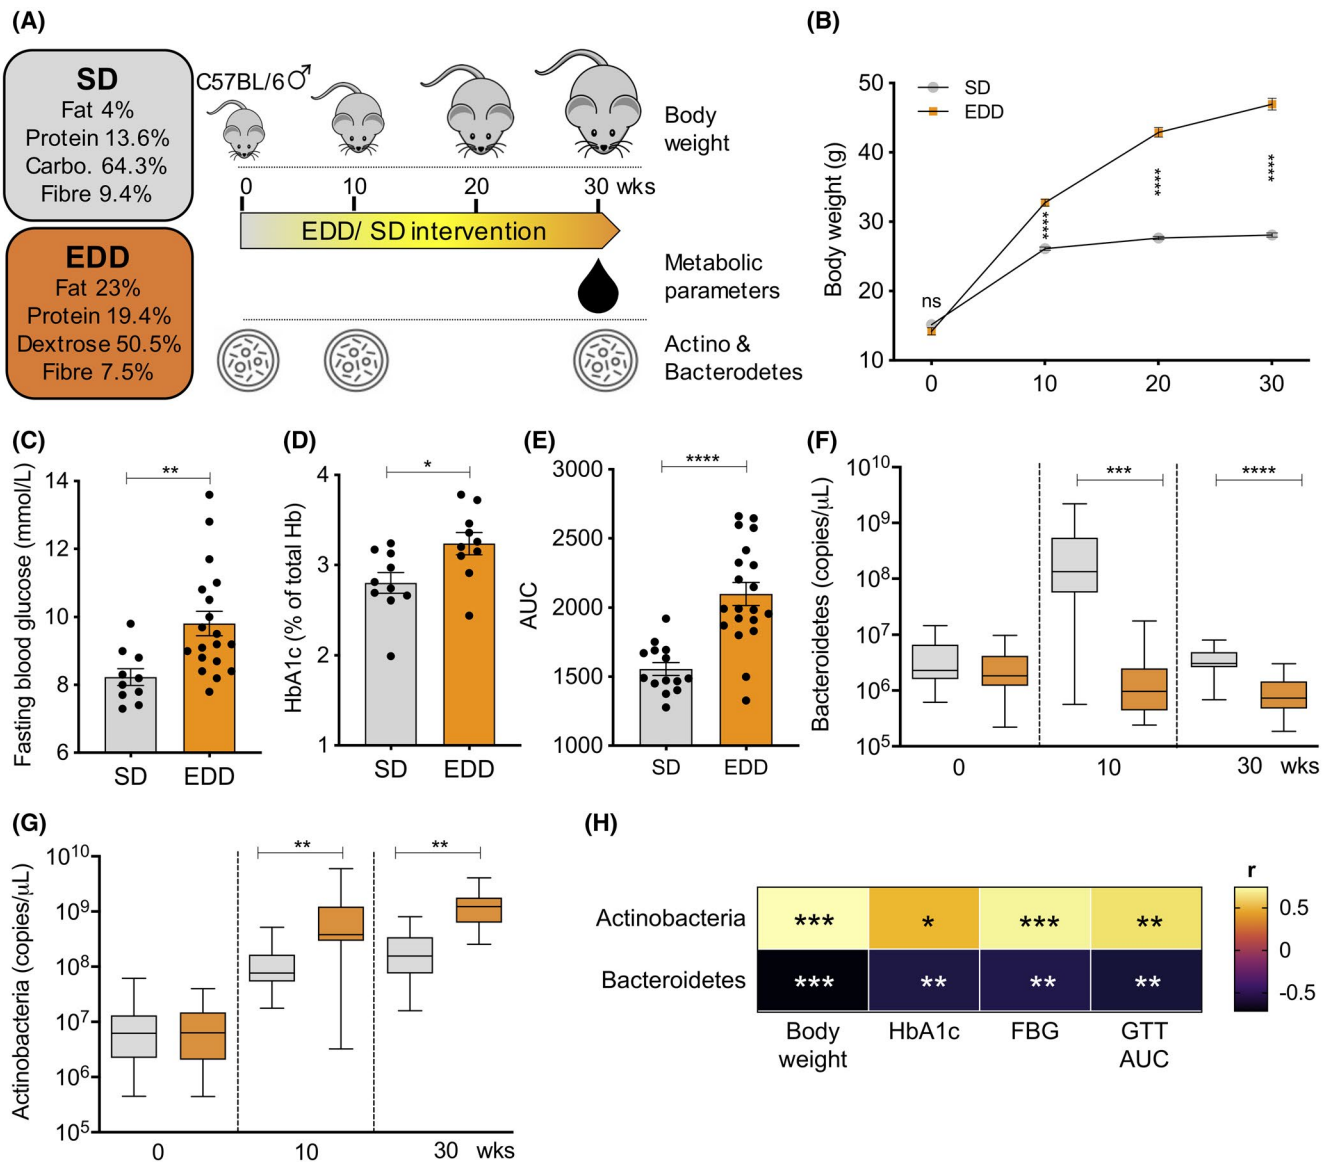 (A)
SD
Fat 4%
Protein 13.6%
Carbo. 64.3%
Fibre 9.4%
EDD
Fat 23%
Protein 19.4%
Dextrose 50.5%
Fibre 7.5%
C57BL/6♂
Body
weight
0 10 20 30 wks
EDD/ SD intervention
Metabolic
parameters
Actino &
Bacterodetes
(B)
SD
EDD
Body weight (g)
50
40
30
20
10
ns
****
****
****
0 10 20 30
(C)
Fasting blood glucose (mmol/L)
14
12
10
8
6
**
SD EDD
(D)
HbA1c (% of total Hb)
4
3
2
1
*
SD EDD
(E)
AUC
3000
2500
2000
1500
1000
****
SD EDD
(F)
Bacteroidetes (copies/µL)
10^10
10^9
10^8
10^7
10^6
10^5
*** ****
0 10 30 wks
(G)
Actinobacteria (copies/µL)
10^10
10^9
10^8
10^7
10^6
10^5
** **
0 10 30 wks
(H)
Actinobacteria *** * *** **
Bacteroidetes *** ** ** **
Body
weight
HbA1c
FBG
GTT
AUC
r
0.5
0
-0.5